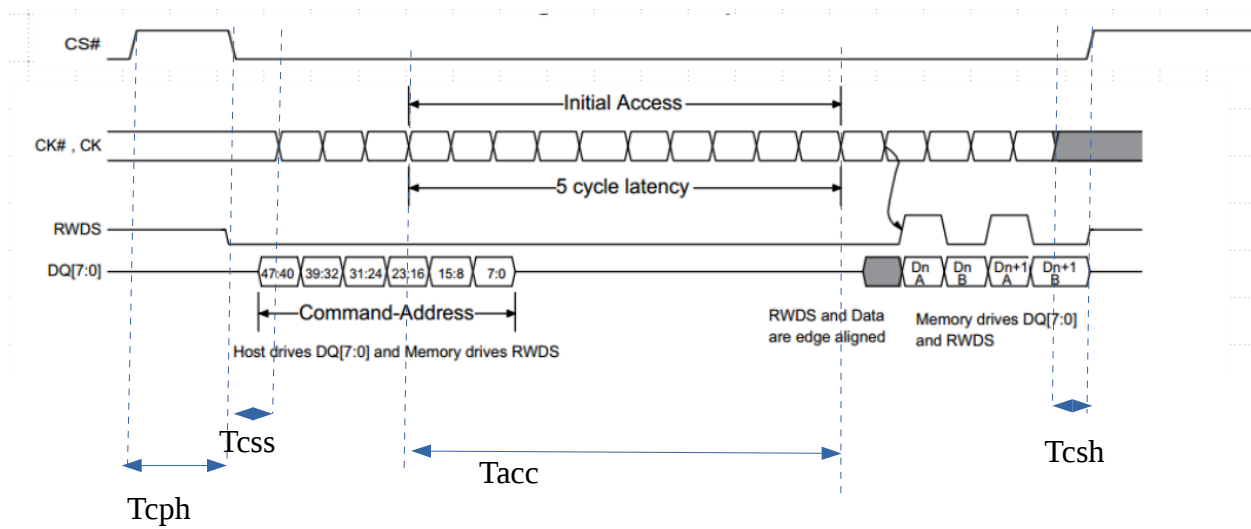 CS#
Initial Access
CK# , CK
5 cycle latency
RWDS
DQ[7:0]
47:40 39:32 31:24 23:16 15:8 7:0
Dn A
Dn B
Dn+1 A
Dn+1 B
Command-Address
Host drives DQ[7:0] and Memory drives RWDS
RWDS and Data
are edge aligned
Memory drives DQ[7:0]
and RWDS
Tcss
Tcsh
Tacc
Tcph